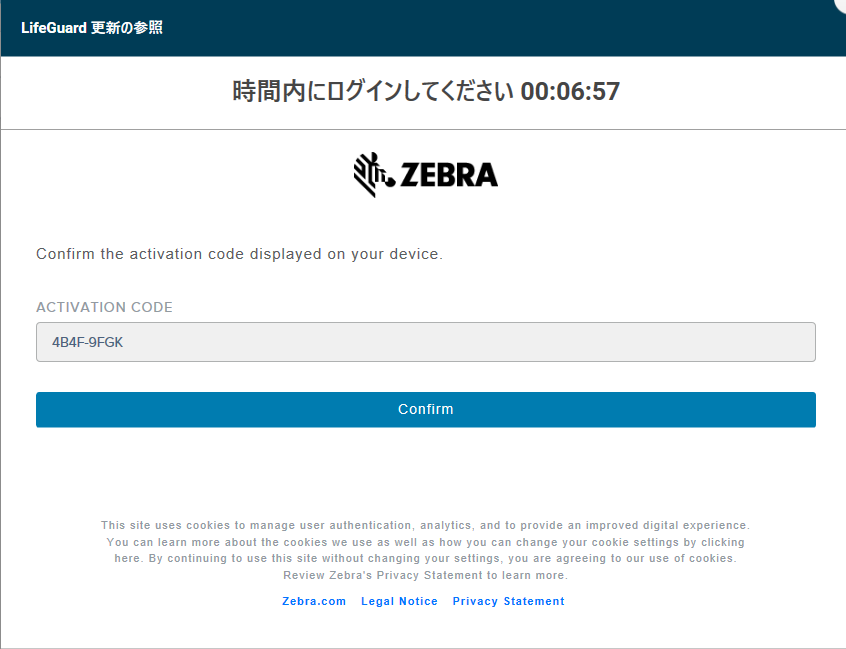 LifeGuard 更新の参照
時間内にログインしてください 00:06:57
ZEBRA
Confirm the activation code displayed on your device.
ACTIVATION CODE
4B4F-9FGK
Confirm
This site uses cookies to manage user authentication, analytics, and to provide an improved digital experience.
You can learn more about the cookies we use as well as how you can change your cookie settings by clicking
here. By continuing to use this site without changing your settings, you are agreeing to our use of cookies.
Review Zebra's Privacy Statement to learn more.
Zebra.com Legal Notice Privacy Statement